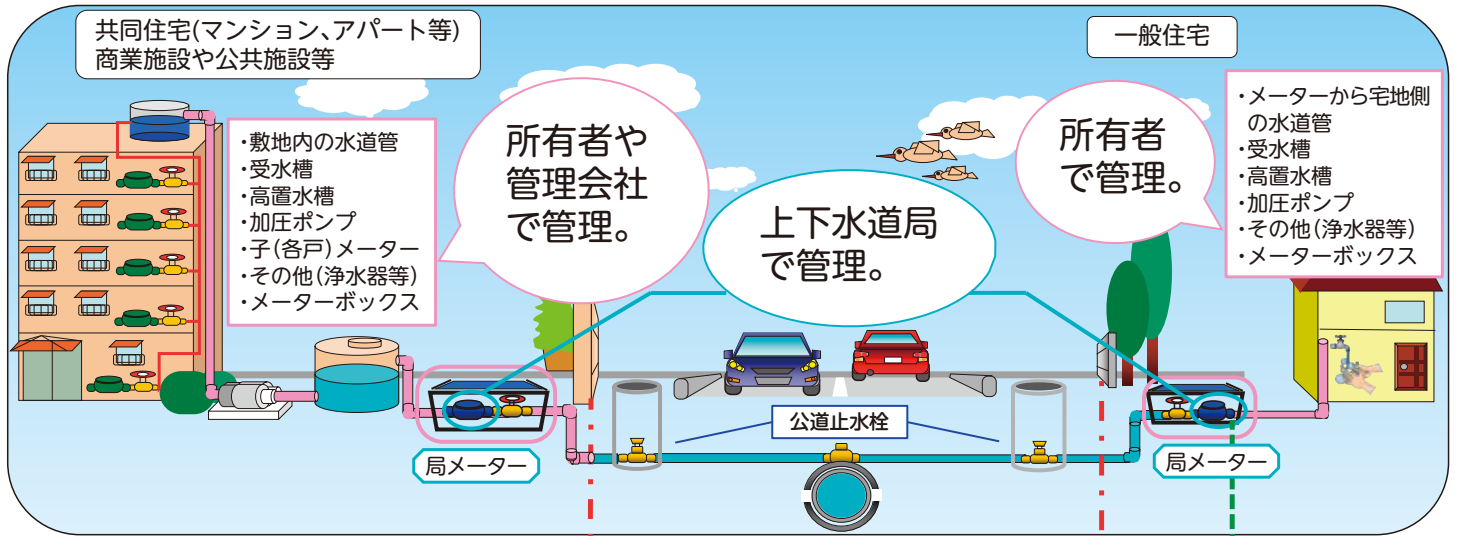 共同住宅(マンション、アパート等)
商業施設や公共施設等
・敷地内の水道管
・受水槽
・高置水槽
・加圧ポンプ
・子(各戸)メーター
・その他(浄水器等)
・メーターボックス
所有者や
管理会社
で管理。
上下水道局
で管理。
一般住宅
所有者
で管理。
・メーターから宅地側
の水道管
・受水槽
・高置水槽
・加圧ポンプ
・その他(浄水器等)
・メーターボックス
公道止水栓
局メーター
局メーター